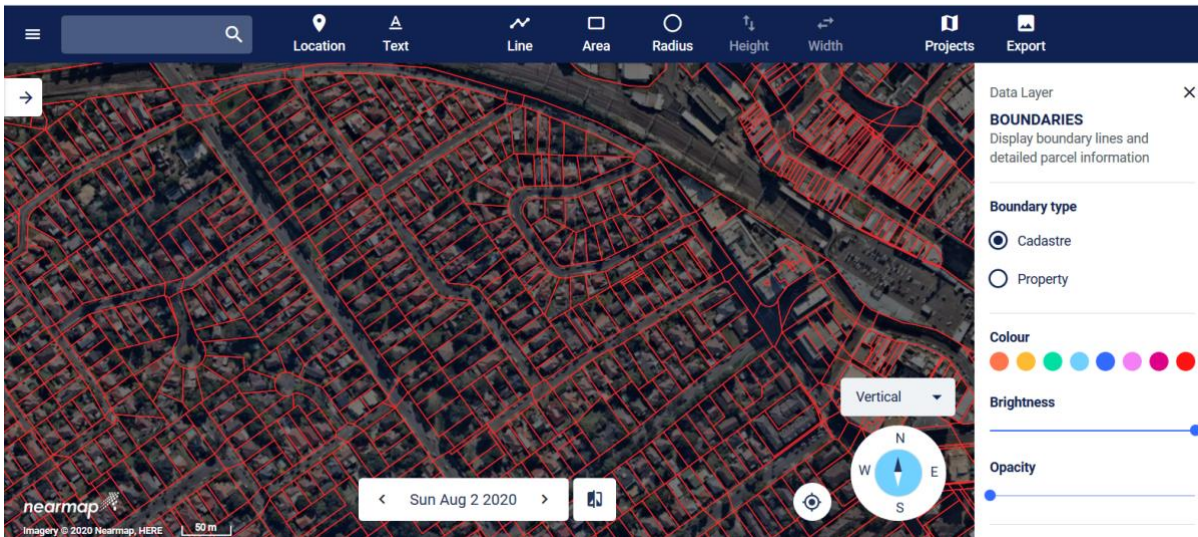 Location
A
Text
Line
Area
Radius
Height
Width
Projects
Export
Data Layer
BOUNDARIES
Display boundary lines and
detailed parcel information
Boundary type
Cadastre
Property
Colour
Brightness
Opacity
Vertical
N
W
E
S
Sun Aug 2 2020
nearmap
Imagery © 2020 Nearmap, HERE
50 m